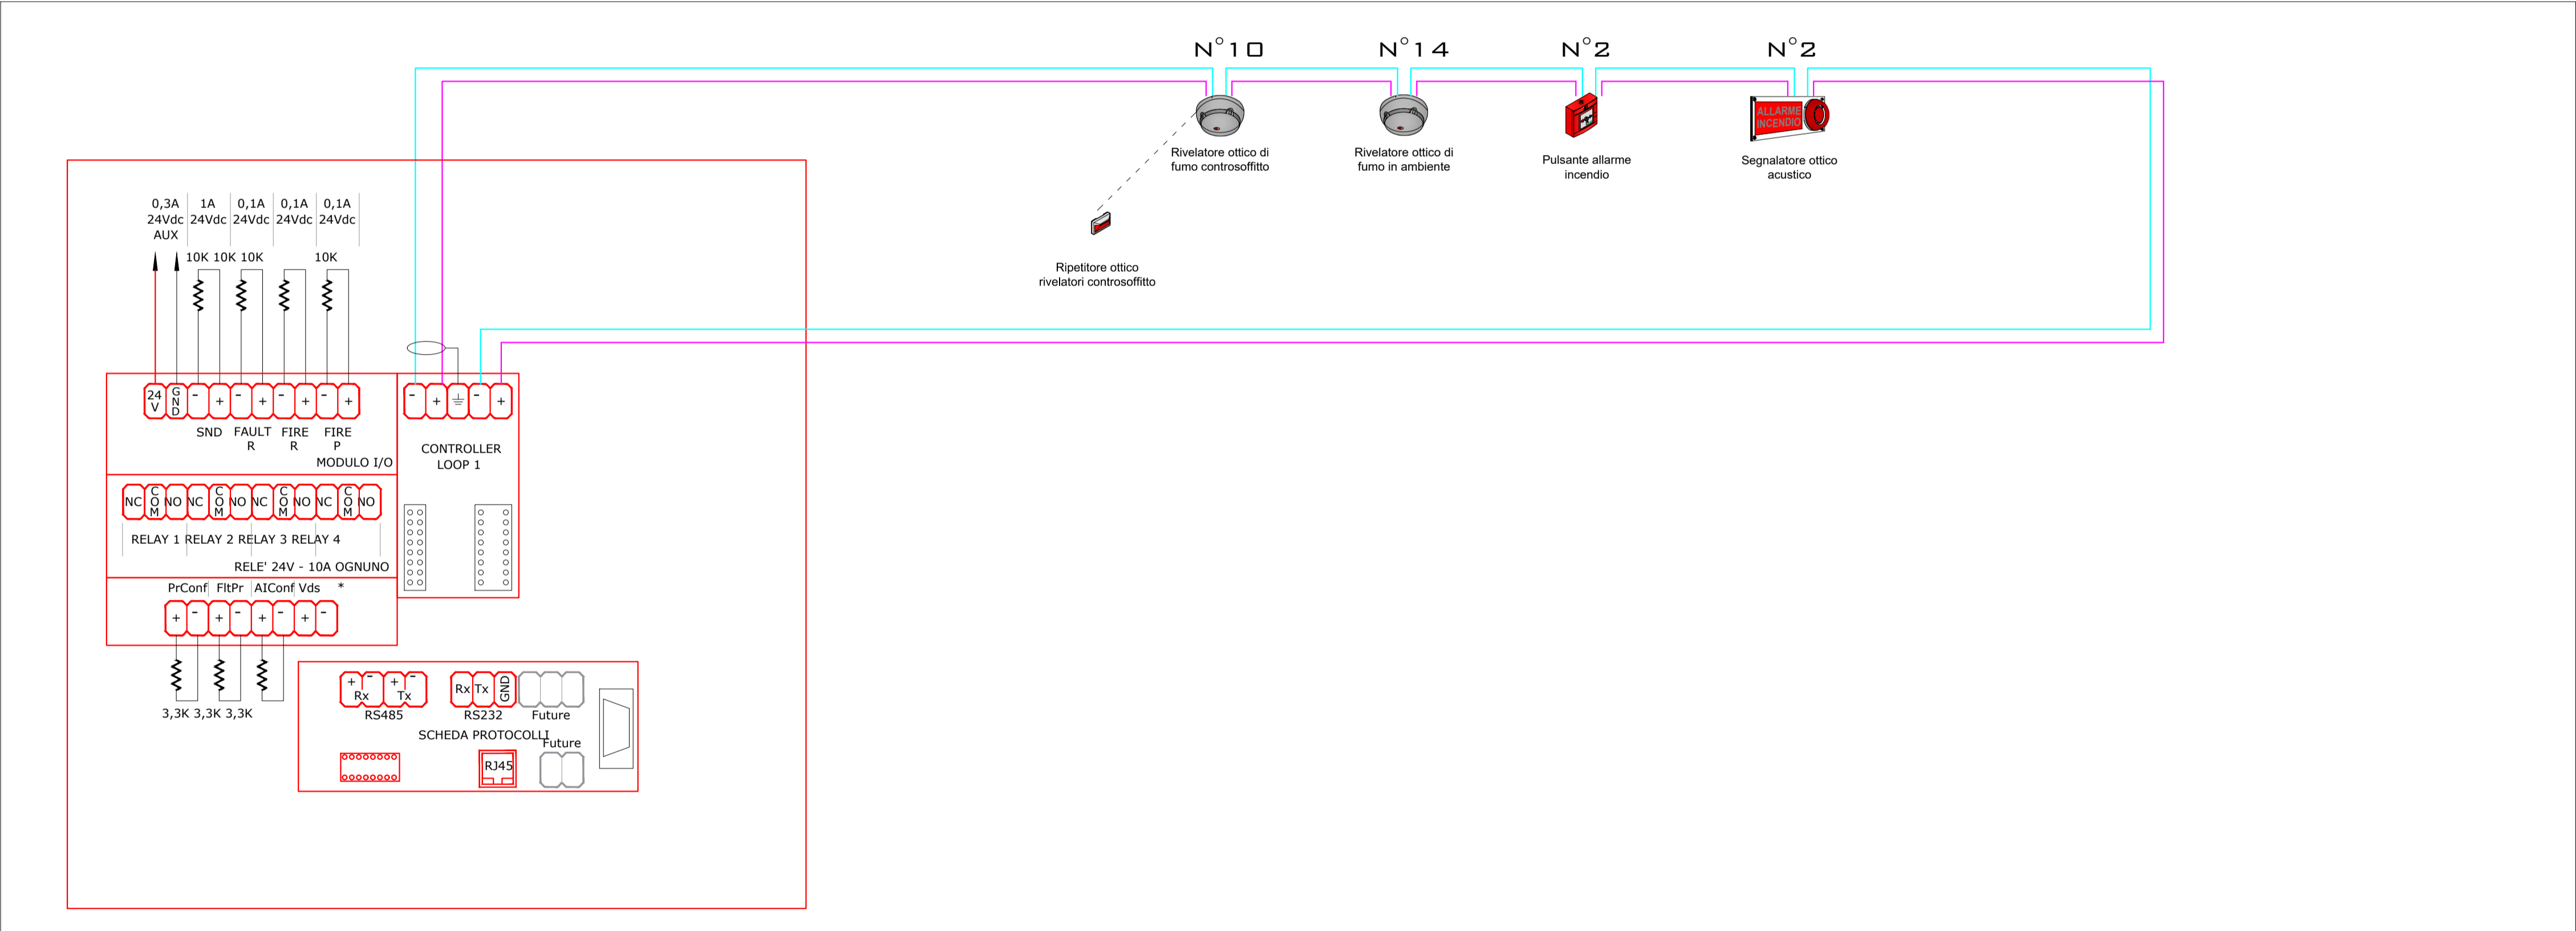 N°10
N°14
N°2
N°2
ALLARME
INCENDIO
Rivelatore ottico di
fumo controsoffitto
Rivelatore ottico di
fumo in ambiente
Pulsante allarme
incendio
Segnalatore ottico
acustico
Ripetitore ottico
rivelatori controsoffitto
0,3A 1A 0,1A 0,1A 0,1A
24Vdc 24Vdc 24Vdc 24Vdc 24Vdc
AUX
10K 10K 10K 10K
24 V GND - + - + - + - +
SND FAULT R FIRE R FIRE P
MODULO I/O
- + - +
CONTROLLER
LOOP 1
NC COM NO NC COM NO NC COM NO NC COM NO
RELAY 1 RELAY 2 RELAY 3 RELAY 4
RELE' 24V - 10A OGNUNO
PrConf FltPr AIConf Vds *
+ - + - + - + -
3,3K 3,3K 3,3K
+ - + -
Rx Tx
RS485
Rx Tx GND
RS232
Future
SCHEDA PROTOCOLLI
Future
RJ45